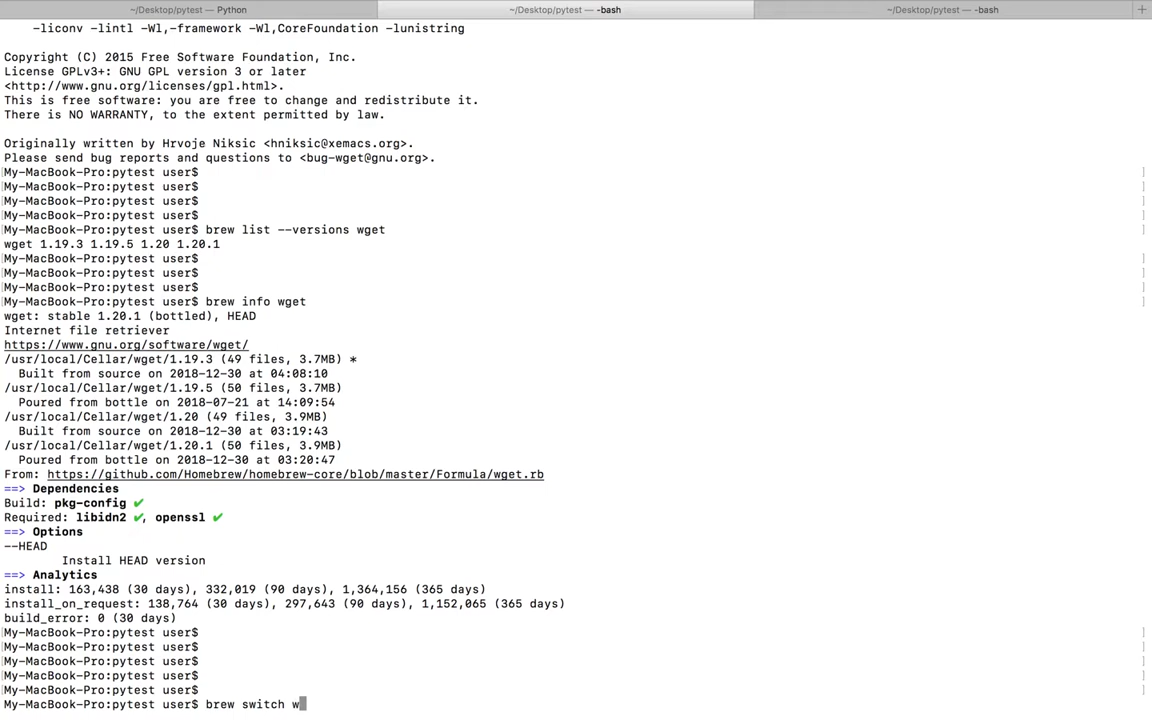 ~/Desktop/pytest — Python
~/Desktop/pytest — -bash
~/Desktop/pytest — -bash
+
-liconv -lintl -Wl,-framework -Wl,CoreFoundation -lunistring
Copyright (C) 2015 Free Software Foundation, Inc.
License GPLv3+: GNU GPL version 3 or later
<http://www.gnu.org/licenses/gpl.html>.
This is free software: you are free to change and redistribute it.
There is NO WARRANTY, to the extent permitted by law.
Originally written by Hrvoje Niksic <hniksic@xemacs.org>.
Please send bug reports and questions to <bug-wget@gnu.org>.
[My-MacBook-Pro:pytest user$ ]
[My-MacBook-Pro:pytest user$ ]
[My-MacBook-Pro:pytest user$ ]
[My-MacBook-Pro:pytest user$ ]
[My-MacBook-Pro:pytest user$ brew list --versions wget ]
wget 1.19.3 1.19.5 1.20 1.20.1
[My-MacBook-Pro:pytest user$ ]
[My-MacBook-Pro:pytest user$ ]
[My-MacBook-Pro:pytest user$ ]
[My-MacBook-Pro:pytest user$ brew info wget ]
wget: stable 1.20.1 (bottled), HEAD
Internet file retriever
https://www.gnu.org/software/wget/
/usr/local/Cellar/wget/1.19.3 (49 files, 3.7MB) *
Built from source on 2018-12-30 at 04:08:10
/usr/local/Cellar/wget/1.19.5 (50 files, 3.7MB)
Poured from bottle on 2018-07-21 at 14:09:54
/usr/local/Cellar/wget/1.20 (49 files, 3.9MB)
Built from source on 2018-12-30 at 03:19:43
/usr/local/Cellar/wget/1.20.1 (50 files, 3.9MB)
Poured from bottle on 2018-12-30 at 03:20:47
From: https://github.com/Homebrew/homebrew-core/blob/master/Formula/wget.rb
==> Dependencies
Build: pkg-config ✔
Required: libidn2 ✔, openssl ✔
==> Options
--HEAD
Install HEAD version
==> Analytics
install: 163,438 (30 days), 332,019 (90 days), 1,364,156 (365 days)
install_on_request: 138,764 (30 days), 297,643 (90 days), 1,152,065 (365 days)
build_error: 0 (30 days)
[My-MacBook-Pro:pytest user$ ]
[My-MacBook-Pro:pytest user$ ]
[My-MacBook-Pro:pytest user$ ]
[My-MacBook-Pro:pytest user$ ]
[My-MacBook-Pro:pytest user$ ]
My-MacBook-Pro:pytest user$ brew switch w